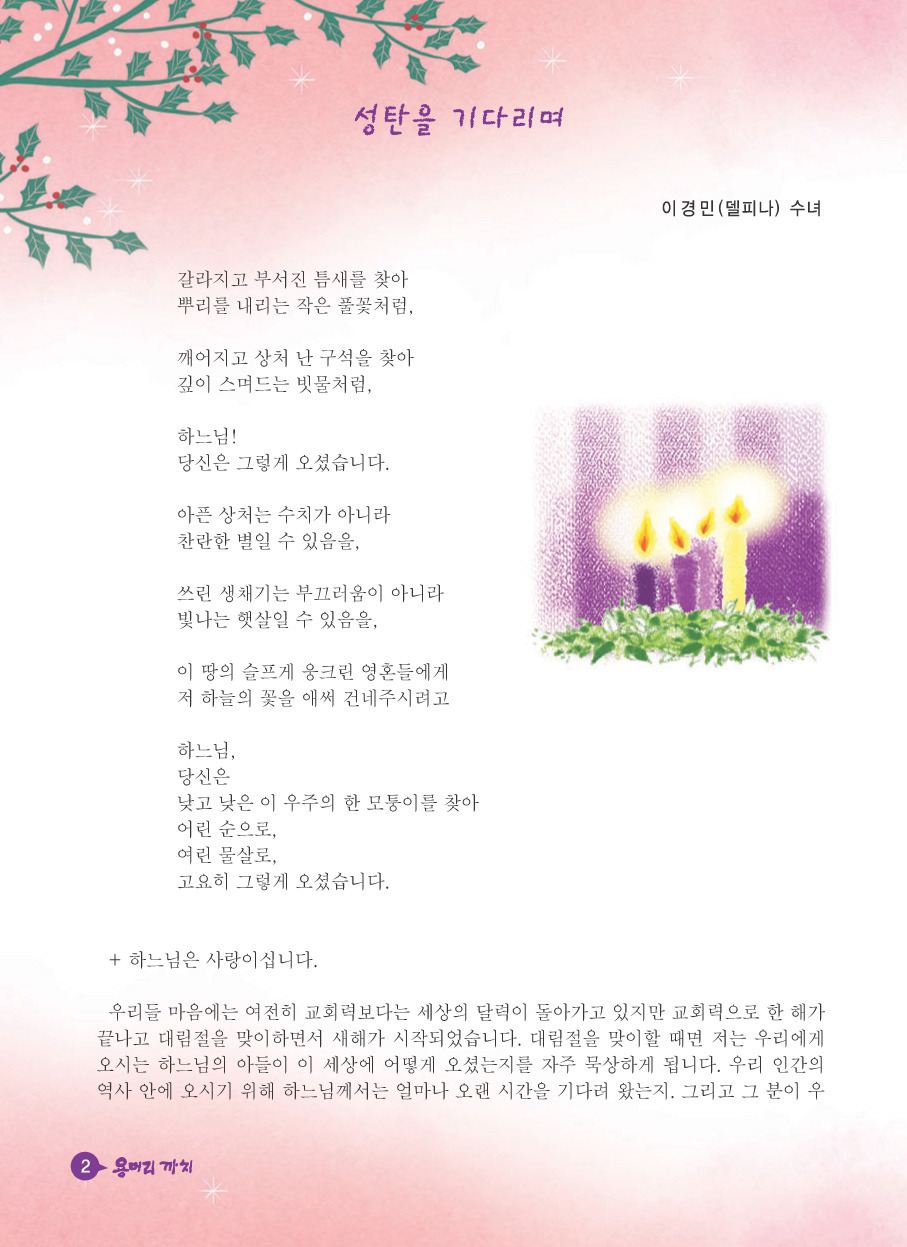 성탄을 기다리며
이경민(델피나) 수녀
갈라지고 부서진 틈새를 찾아
뿌리를 내리는 작은 풀꽃처럼,
깨어지고 상처 난 구석을 찾아
깊이 스며드는 빗물처럼,
하느님!
당신은 그렇게 오셨습니다.
아픈 상처는 수치가 아니라
찬란한 별일 수 있음을,
쓰린 생채기는 부끄러움이 아니라
빛나는 햇살일 수 있음을,
이 땅의 슬프게 웅크린 영혼들에게
저 하늘의 꽃을 애써 건네주시려고
하느님,
당신은
낮고 낮은 이 우주의 한 모퉁이를 찾아
어린 순으로,
여린 물살로,
고요히 그렇게 오셨습니다.
+ 하느님은 사랑이십니다.
우리들 마음에는 여전히 교회력보다는 세상의 달력이 돌아가고 있지만 교회력으로 한 해가
끝나고 대림절을 맞이하면서 새해가 시작되었습니다. 대림절을 맞이할 때면 저는 우리에게
오시는 하느님의 아들이 이 세상에 어떻게 오셨는지를 자주 묵상하게 됩니다. 우리 인간의
역사 안에 오시기 위해 하느님께서는 얼마나 오랜 시간을 기다려 왔는지. 그리고 그 분이 우
2 용머리 까치